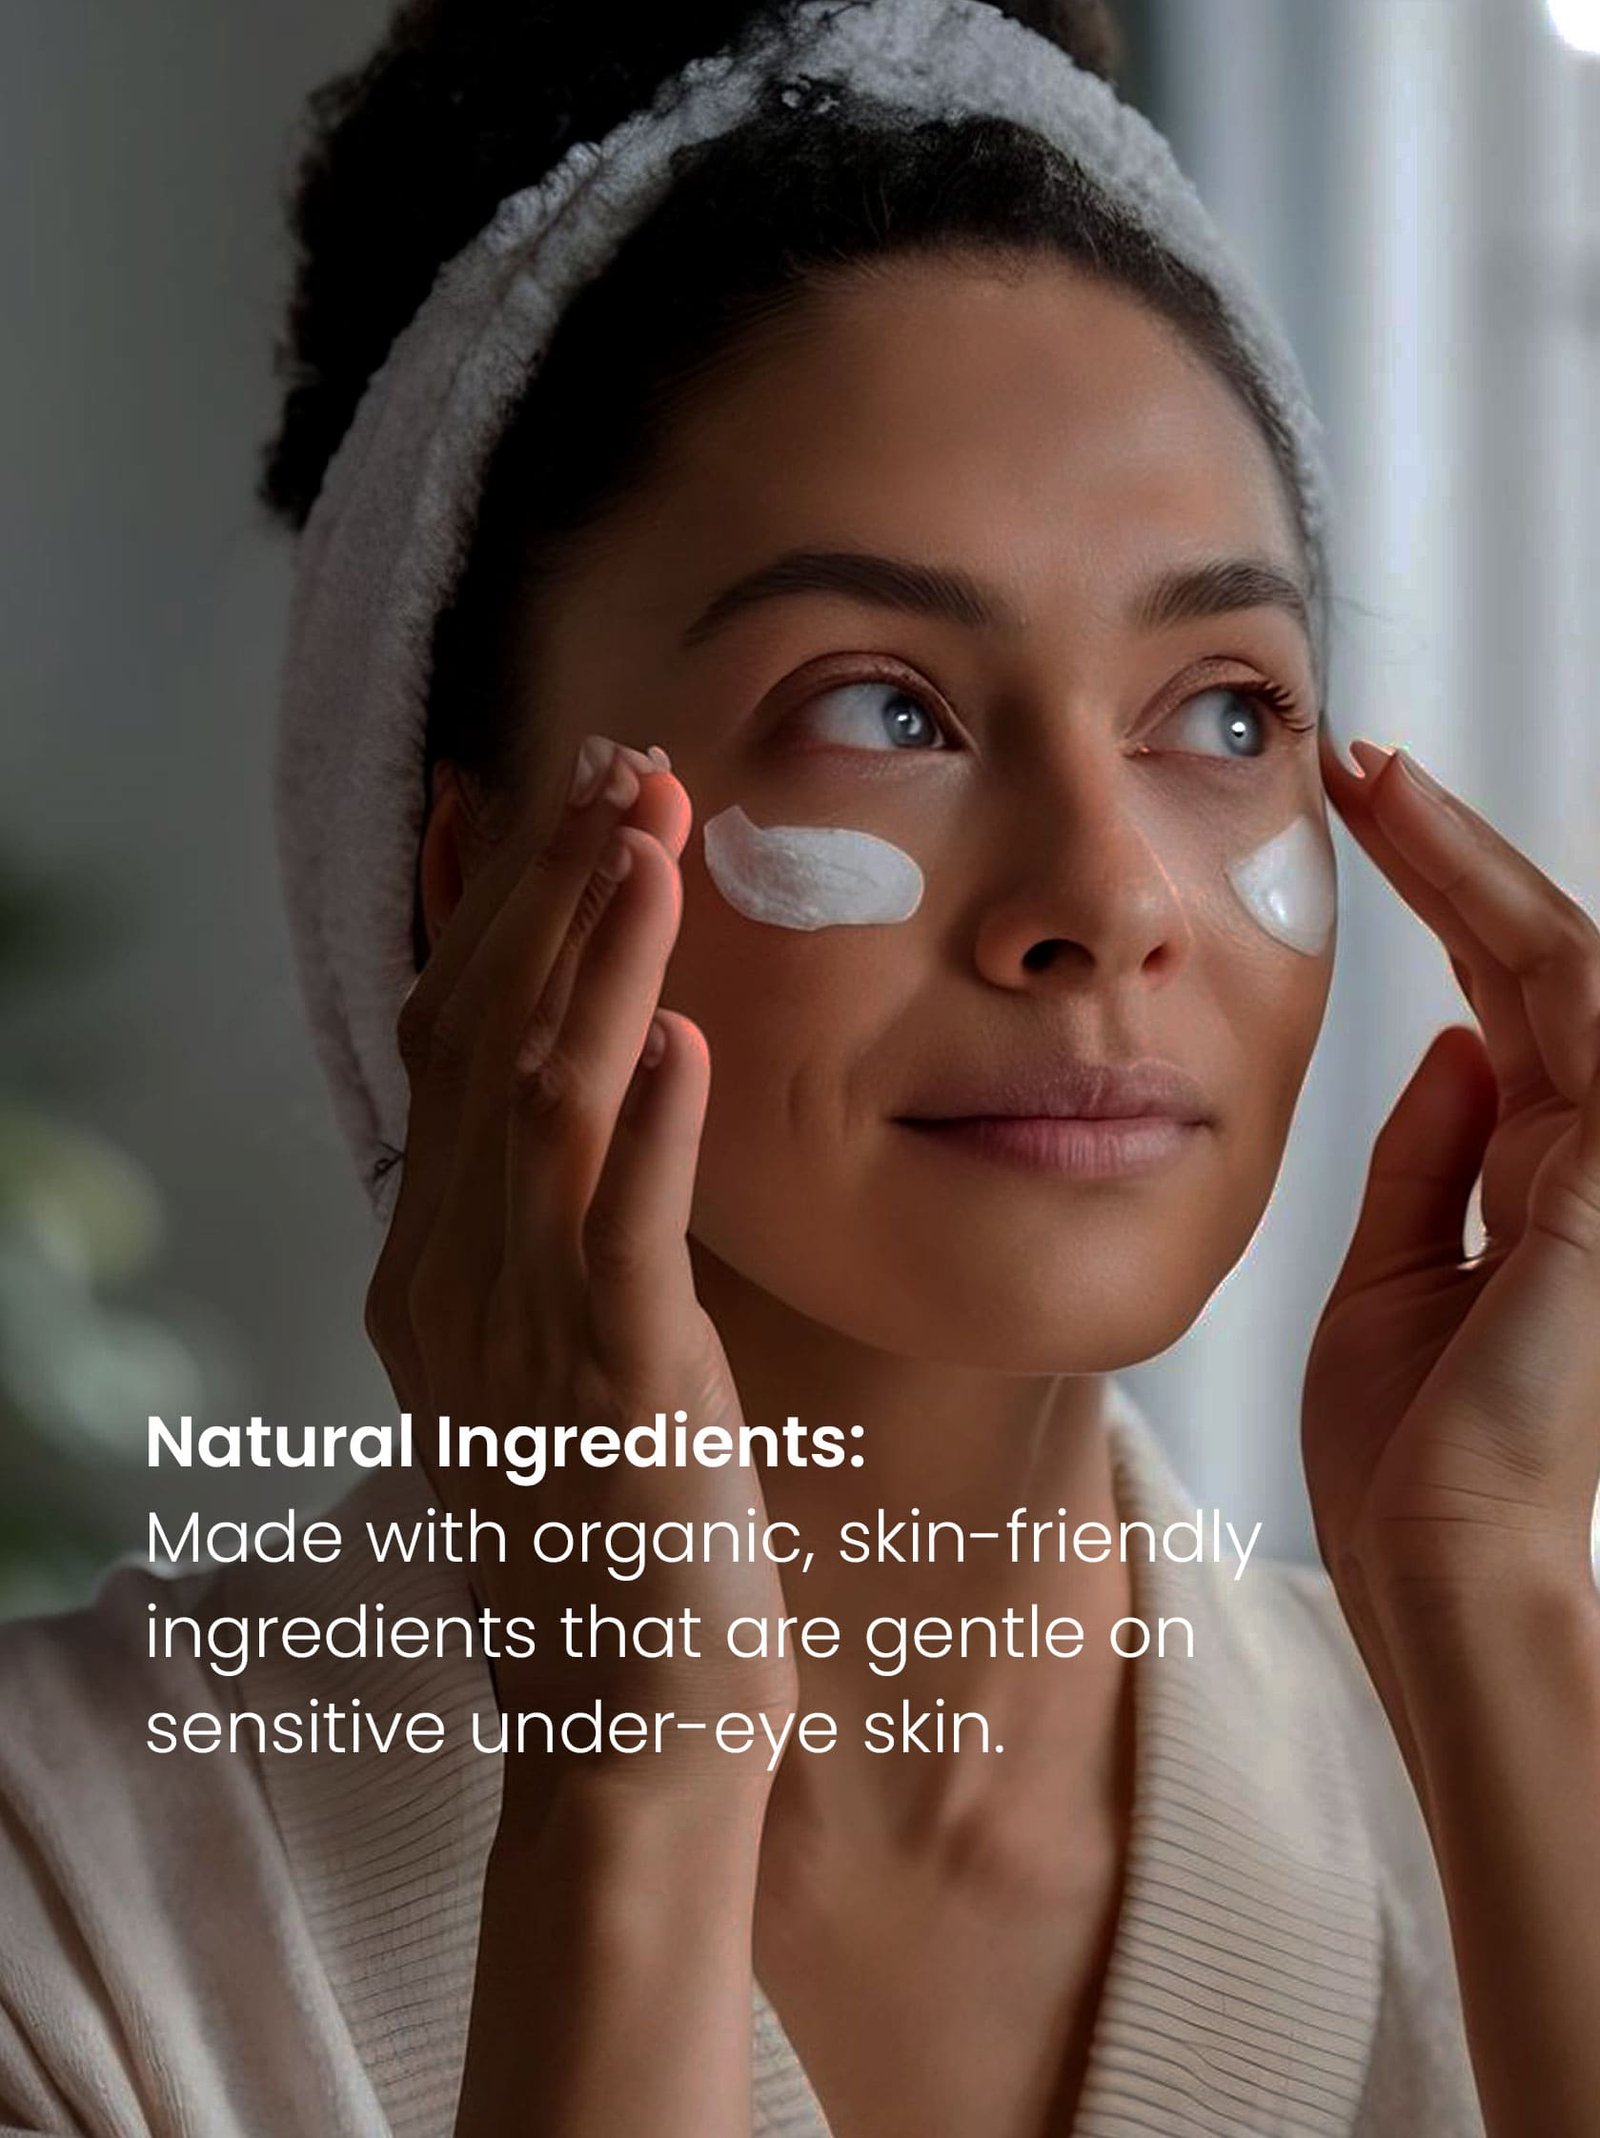 Natural Ingredients:
Made with organic, skin-friendly
ingredients that are gentle on
sensitive under-eye skin.